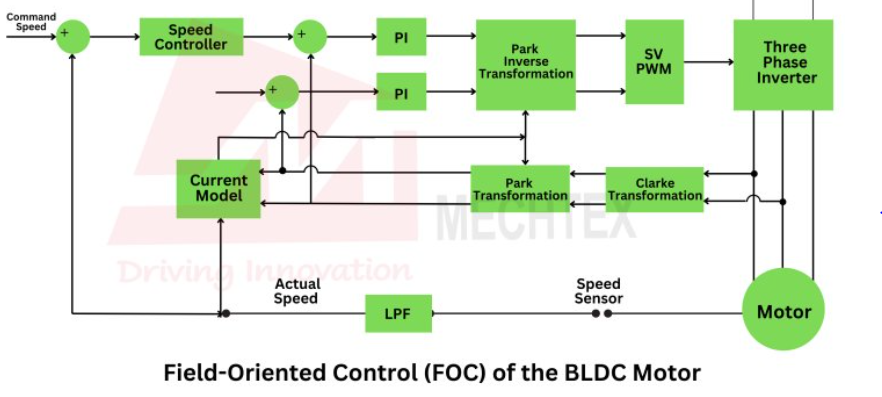 Command
Speed
+
Speed
Controller
+
PI
Park
Inverse
Transformation
SV
PWM
Three
Phase
Inverter
+
PI
Current
Model
Park
Transformation
Clarke
Transformation
MECHTEX
Driving Innovation
Actual
Speed
LPF
Speed
Sensor
Motor
Field-Oriented Control (FOC) of the BLDC Motor